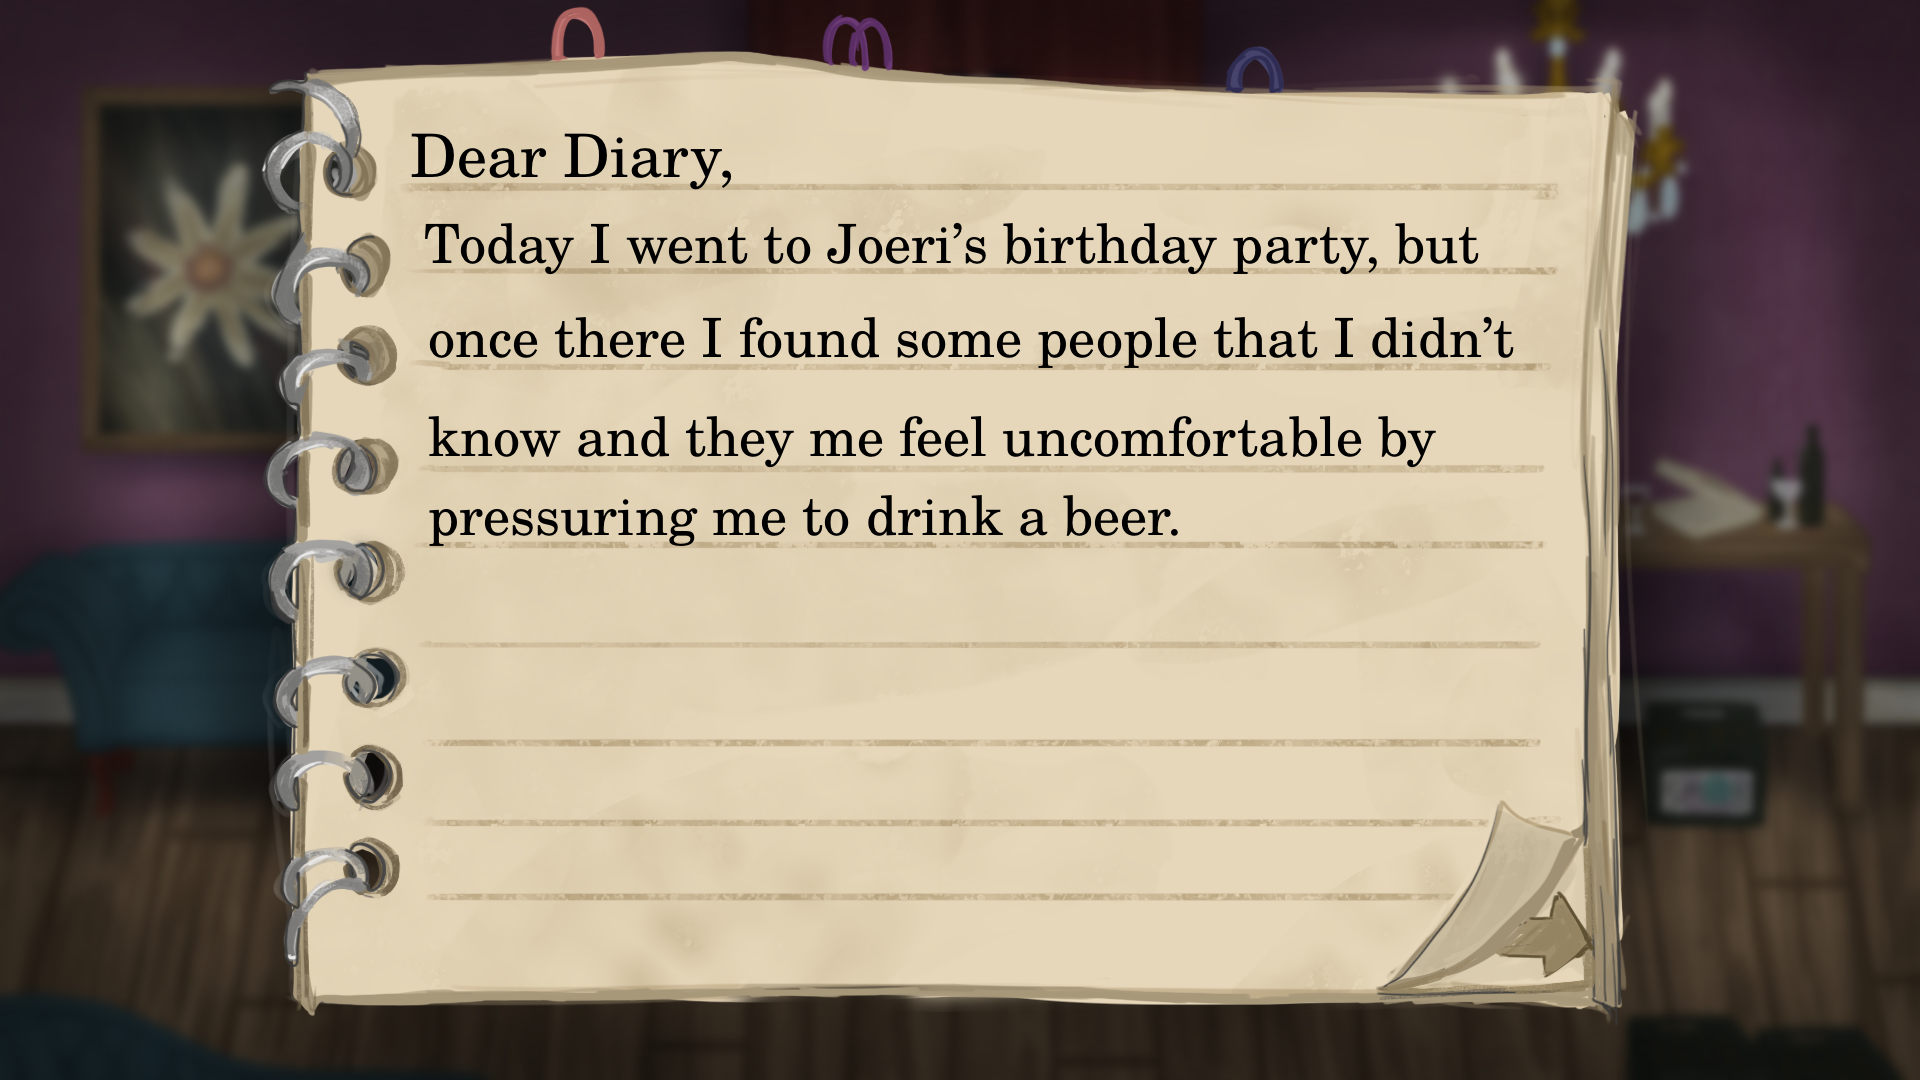 Dear Diary,
Today I went to Joeri’s birthday party, but
once there I found some people that I didn’t
know and they me feel uncomfortable by
pressuring me to drink a beer.